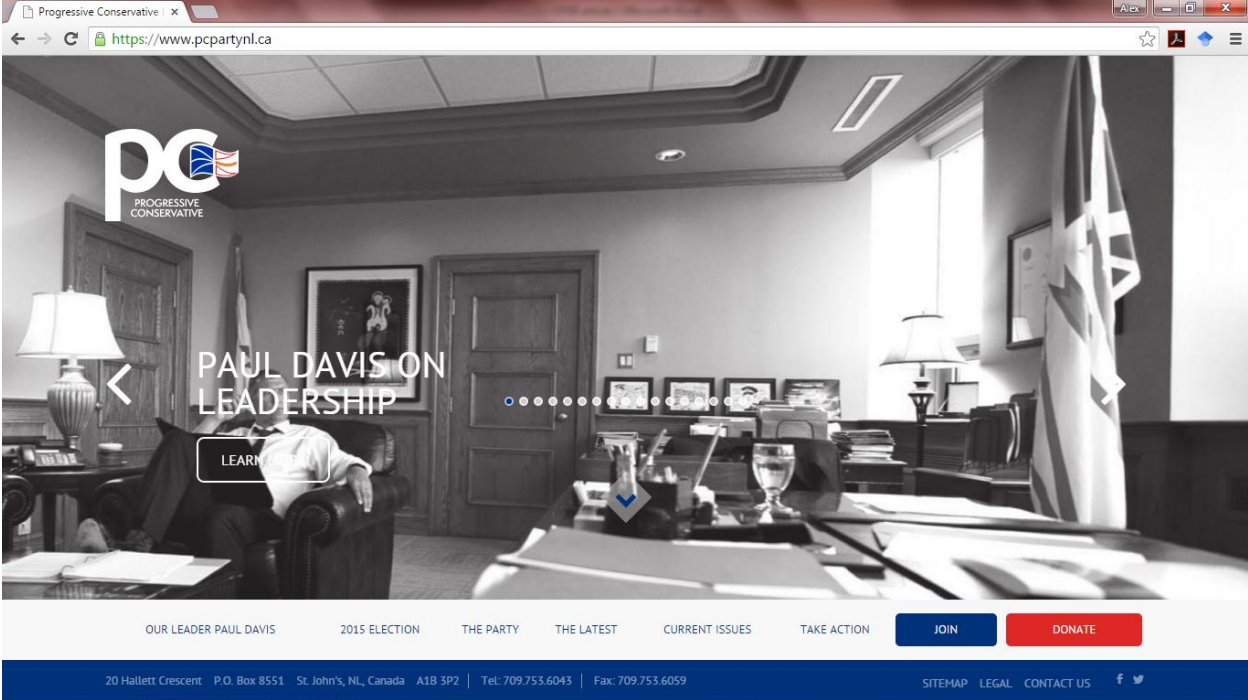 Progressive Conservative
Alex
https://www.pcpartynl.ca
pc
PROGRESSIVE
CONSERVATIVE
PAUL DAVIS ON
LEADERSHIP
LEARN
OUR LEADER PAUL DAVIS 2015 ELECTION THE PARTY THE LATEST CURRENT ISSUES TAKE ACTION JOIN DONATE
20 Hallett Crescent P.O. Box 8551 St. John's, NL, Canada A1B 3P2 | Tel: 709.753.6043 | Fax: 709.753.6059
SITEMAP LEGAL CONTACT US